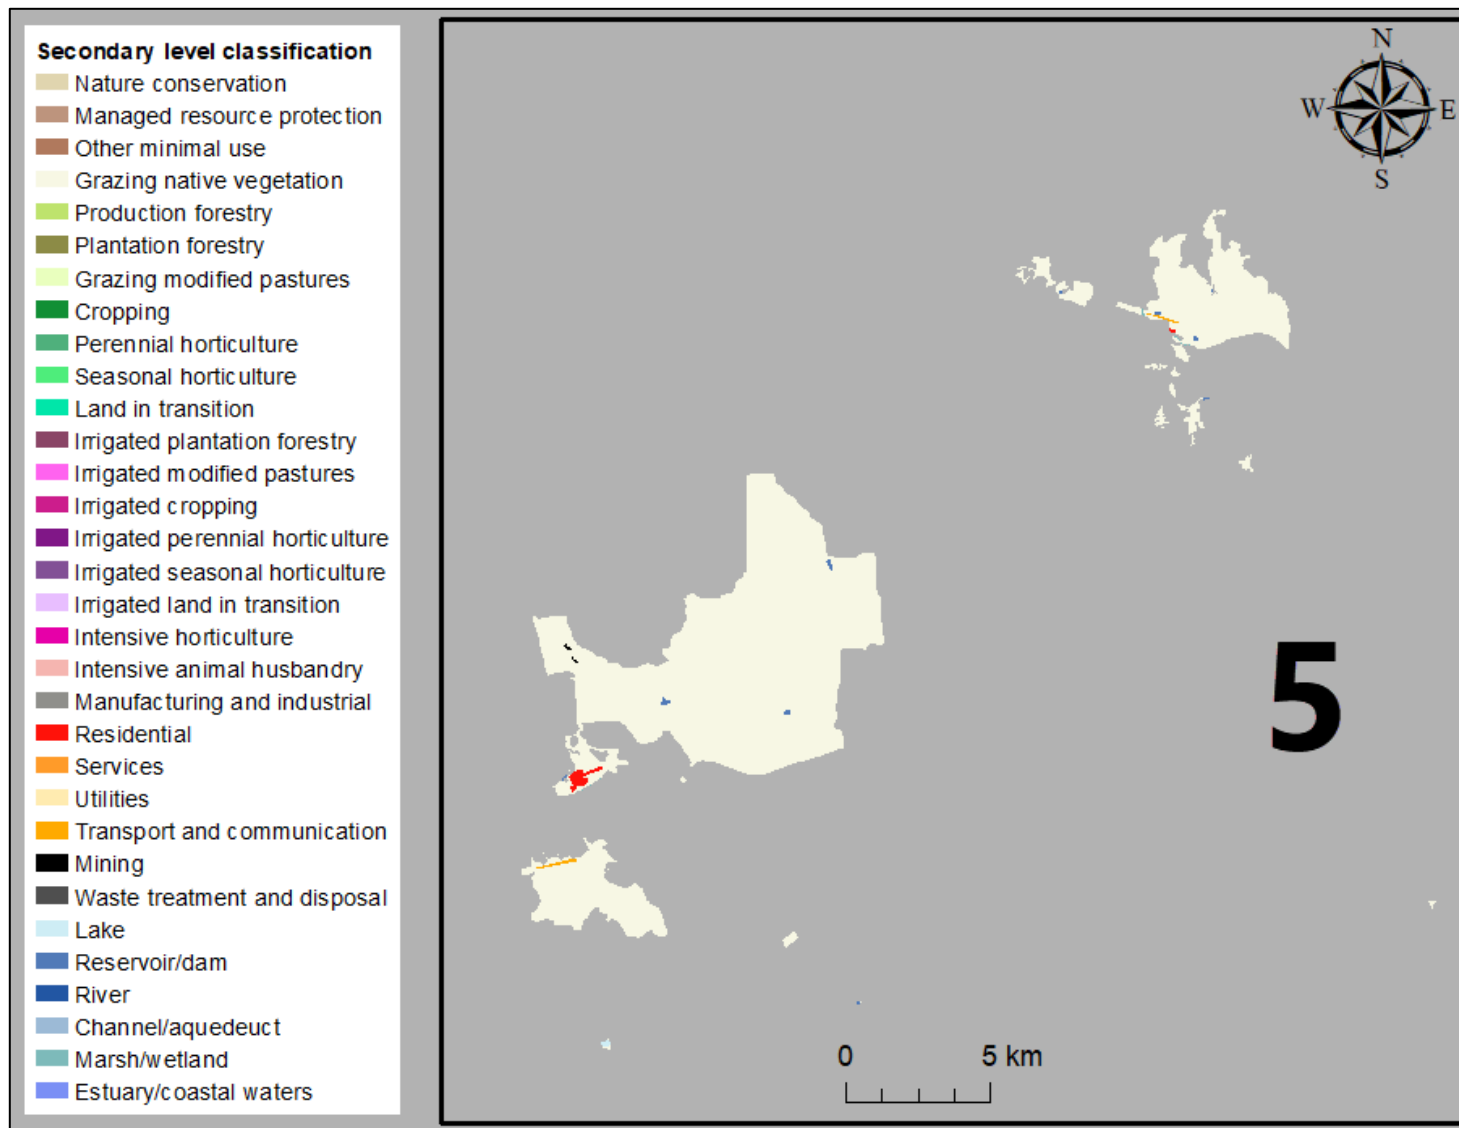 Secondary level classification
Nature conservation
Managed resource protection
Other minimal use
Grazing native vegetation
Production forestry
Plantation forestry
Grazing modified pastures
Cropping
Perennial horticulture
Seasonal horticulture
Land in transition
Irrigated plantation forestry
Irrigated modified pastures
Irrigated cropping
Irrigated perennial horticulture
Irrigated seasonal horticulture
Irrigated land in transition
Intensive horticulture
Intensive animal husbandry
Manufacturing and industrial
Residential
Services
Utilities
Transport and communication
Mining
Waste treatment and disposal
Lake
Reservoir/dam
River
Channel/aquedeuct
Marsh/wetland
Estuary/coastal waters
N
W E
S
5
0 5 km